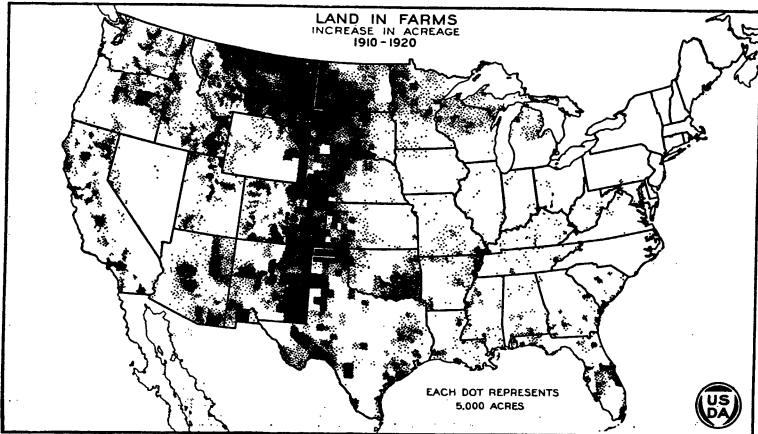 LAND IN FARMS
INCREASE IN ACREAGE
1910-1920
EACH DOT REPRESENTS
5,000 ACRES
US
DA